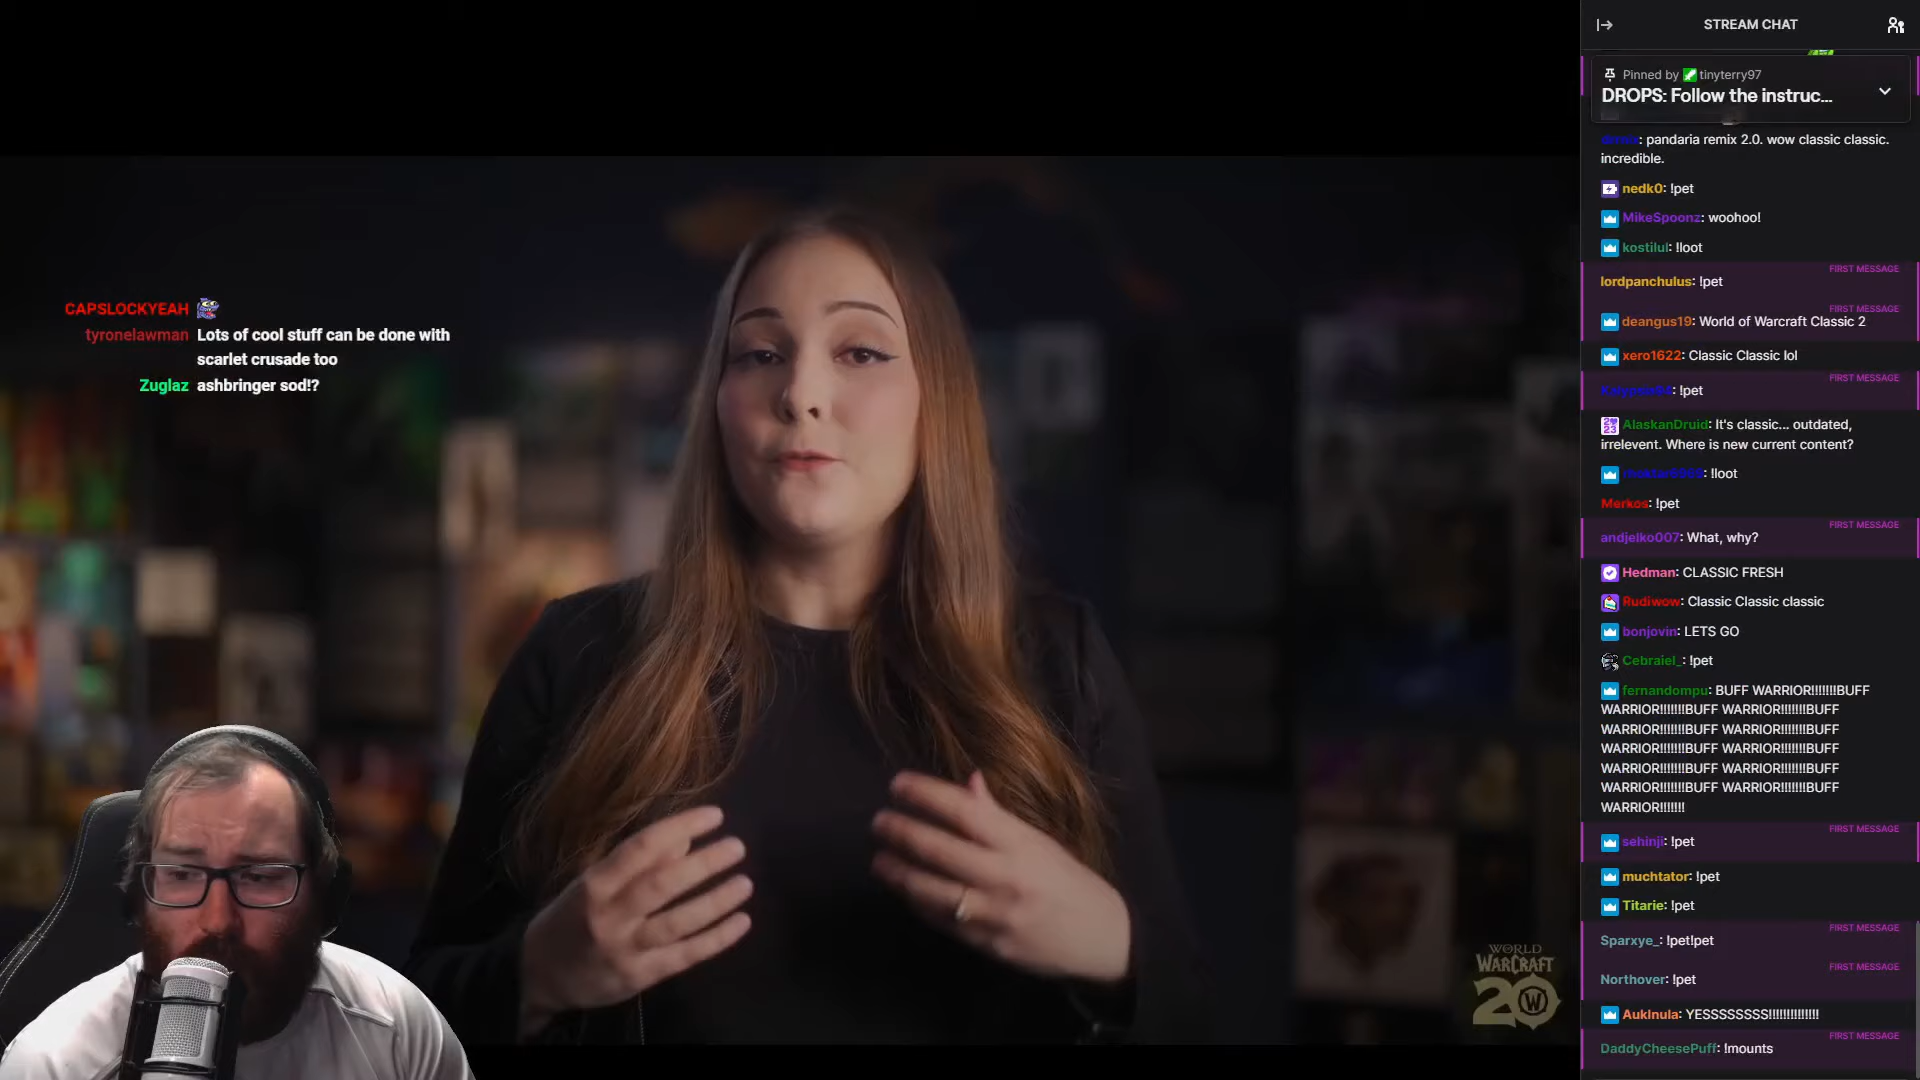 STREAM CHAT
Pinned by tinyterry97
DROPS: Follow the instruc...
: pandaria remix 2.0. wow classic classic.
incredible.
nedk0: !pet
MikeSpoonz: woohoo!
kostilul: !loot
FIRST MESSAGE
lordpanchulus: !pet
FIRST MESSAGE
deangus19: World of Warcraft Classic 2
xero1622: Classic Classic lol
FIRST MESSAGE
: !pet
AlaskanDruid: It's classic... outdated,
irrelevent. Where is new current content?
: !loot
Merkos: !pet
FIRST MESSAGE
andjelko007: What, why?
Hedman: CLASSIC FRESH
Rudiwow: Classic Classic classic
bonjovin: LETS GO
Cebraiel_: !pet
fernandompu: BUFF WARRIOR!!!!!!!BUFF
WARRIOR!!!!!!!BUFF WARRIOR!!!!!!!BUFF
WARRIOR!!!!!!!BUFF WARRIOR!!!!!!!BUFF
WARRIOR!!!!!!!BUFF WARRIOR!!!!!!!BUFF
WARRIOR!!!!!!!BUFF WARRIOR!!!!!!!BUFF
WARRIOR!!!!!!!BUFF WARRIOR!!!!!!!BUFF
WARRIOR!!!!!!!
FIRST MESSAGE
sehinji: !pet
muchtator: !pet
Titarie: !pet
FIRST MESSAGE
Sparxye_: !pet!pet
FIRST MESSAGE
Northover: !pet
AukInula: YESSSSSSSS!!!!!!!!!!!!!!
FIRST MESSAGE
DaddyCheesePuff: !mounts
CAPSLOCKYEAH
tyronelawman Lots of cool stuff can be done with
scarlet crusade too
Zuglaz ashbringer sod!?
WORLD
WARCRAFT
20